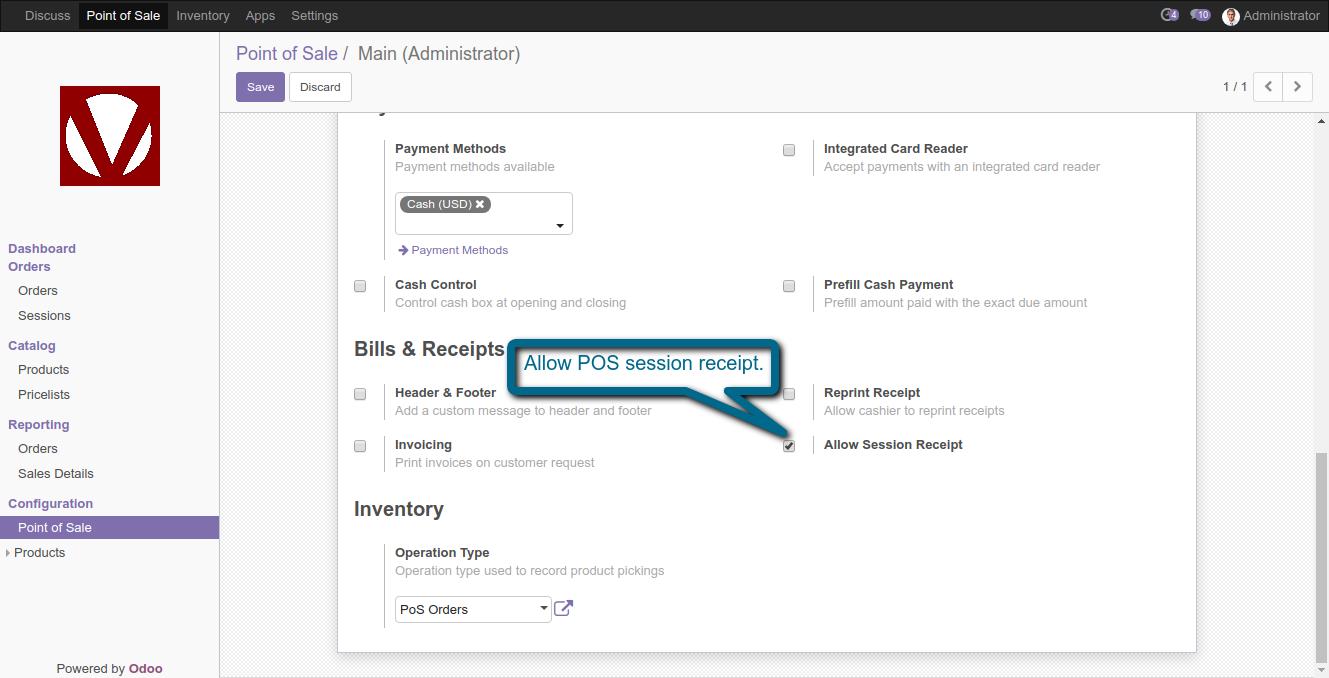 Discuss Point of Sale Inventory Apps Settings 4 10 Administrator
Point of Sale / Main (Administrator)
Save Discard 1 / 1
Dashboard
Orders
Orders
Sessions
Catalog
Products
Pricelists
Reporting
Orders
Sales Details
Configuration
Point of Sale
Products
Powered by Odoo
Payment Methods
Payment methods available
Cash (USD)
Payment Methods
Integrated Card Reader
Accept payments with an integrated card reader
Cash Control
Control cash box at opening and closing
Prefill Cash Payment
Prefill amount paid with the exact due amount
Bills & Receipts
Allow POS session receipt.
Header & Footer
Add a custom message to header and footer
Reprint Receipt
Allow cashier to reprint receipts
Invoicing
Print invoices on customer request
Allow Session Receipt
Inventory
Operation Type
Operation type used to record product pickings
PoS Orders